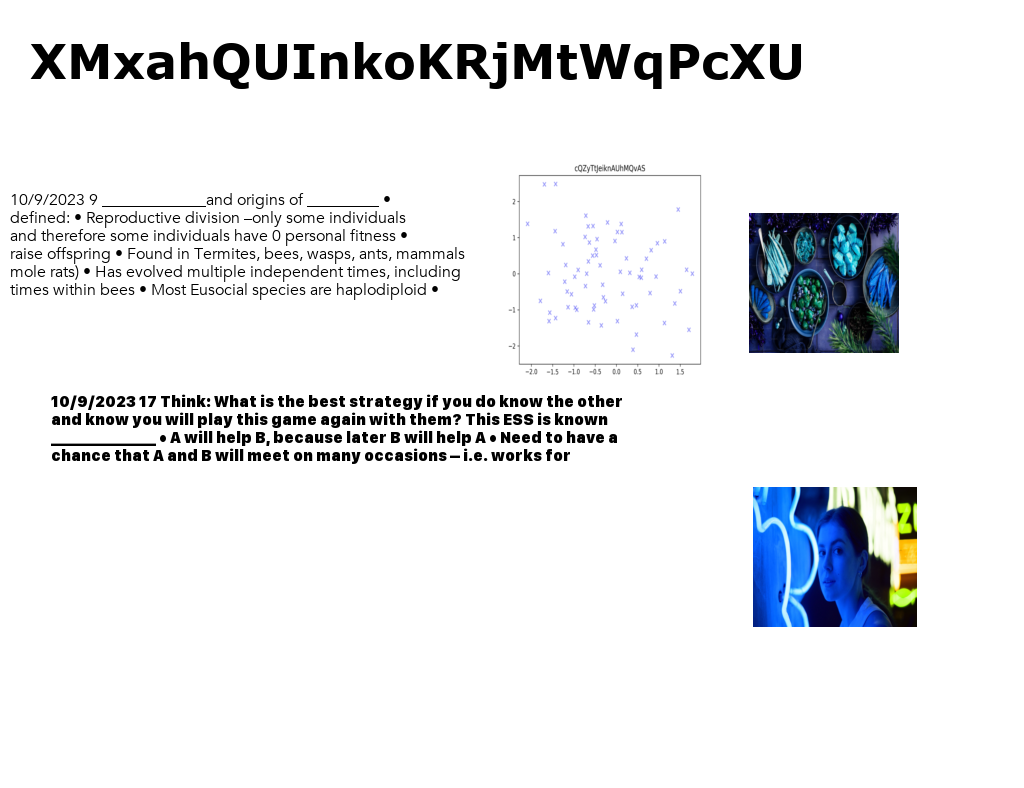 XMxahQUInkoKRjMtWqPcXU
10/9/2023 9 _____________and origins of _________ •
defined: • Reproductive division –only some individuals
and therefore some individuals have 0 personal fitness •
raise offspring • Found in Termites, bees, wasps, ants, mammals
mole rats) • Has evolved multiple independent times, including
times within bees • Most Eusocial species are haplodiploid •
cQZyTtJeiknAUhMQvAS
2
1
0
−1
−2
−2.0 −1.5 −1.0 −0.5 0.0 0.5 1.0 1.5
10/9/2023 17 Think: What is the best strategy if you do know the other
and know you will play this game again with them? This ESS is known
_____________ • A will help B, because later B will help A • Need to have a
chance that A and B will meet on many occasions – i.e. works for